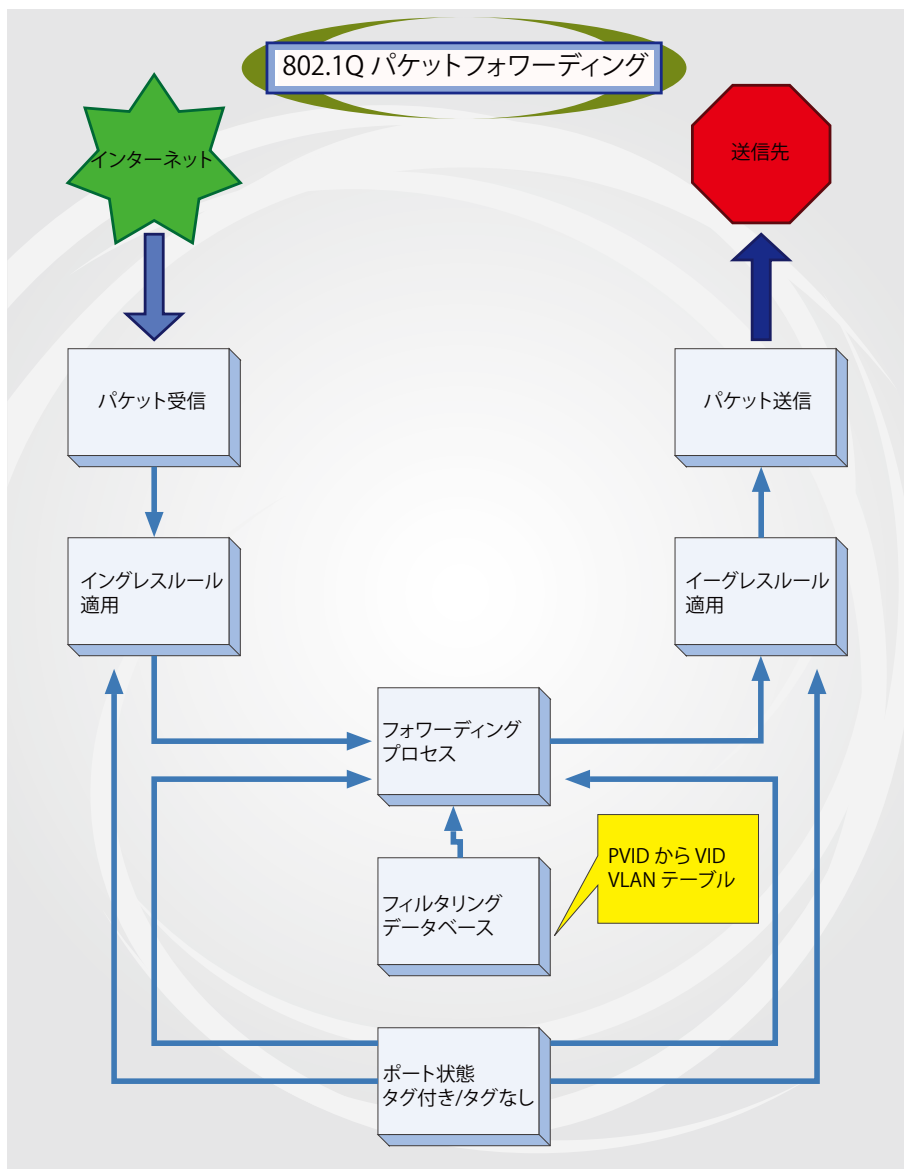 802.1Q パケットフォワーディング
インターネット
送信先
パケット受信
パケット送信
イングレスルール
適用
イーグレスルール
適用
フォワーディング
プロセス
PVID から VID
VLAN テーブル
フィルタリング
データベース
ポート状態
タグ付き/タグなし